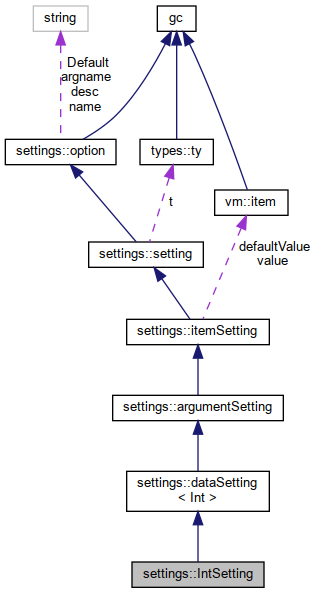 string
gc
Default
argname
desc
name
settings::option
types::ty
vm::item
t
defaultValue
value
settings::setting
settings::itemSetting
settings::argumentSetting
settings::dataSetting
< Int >
settings::IntSetting